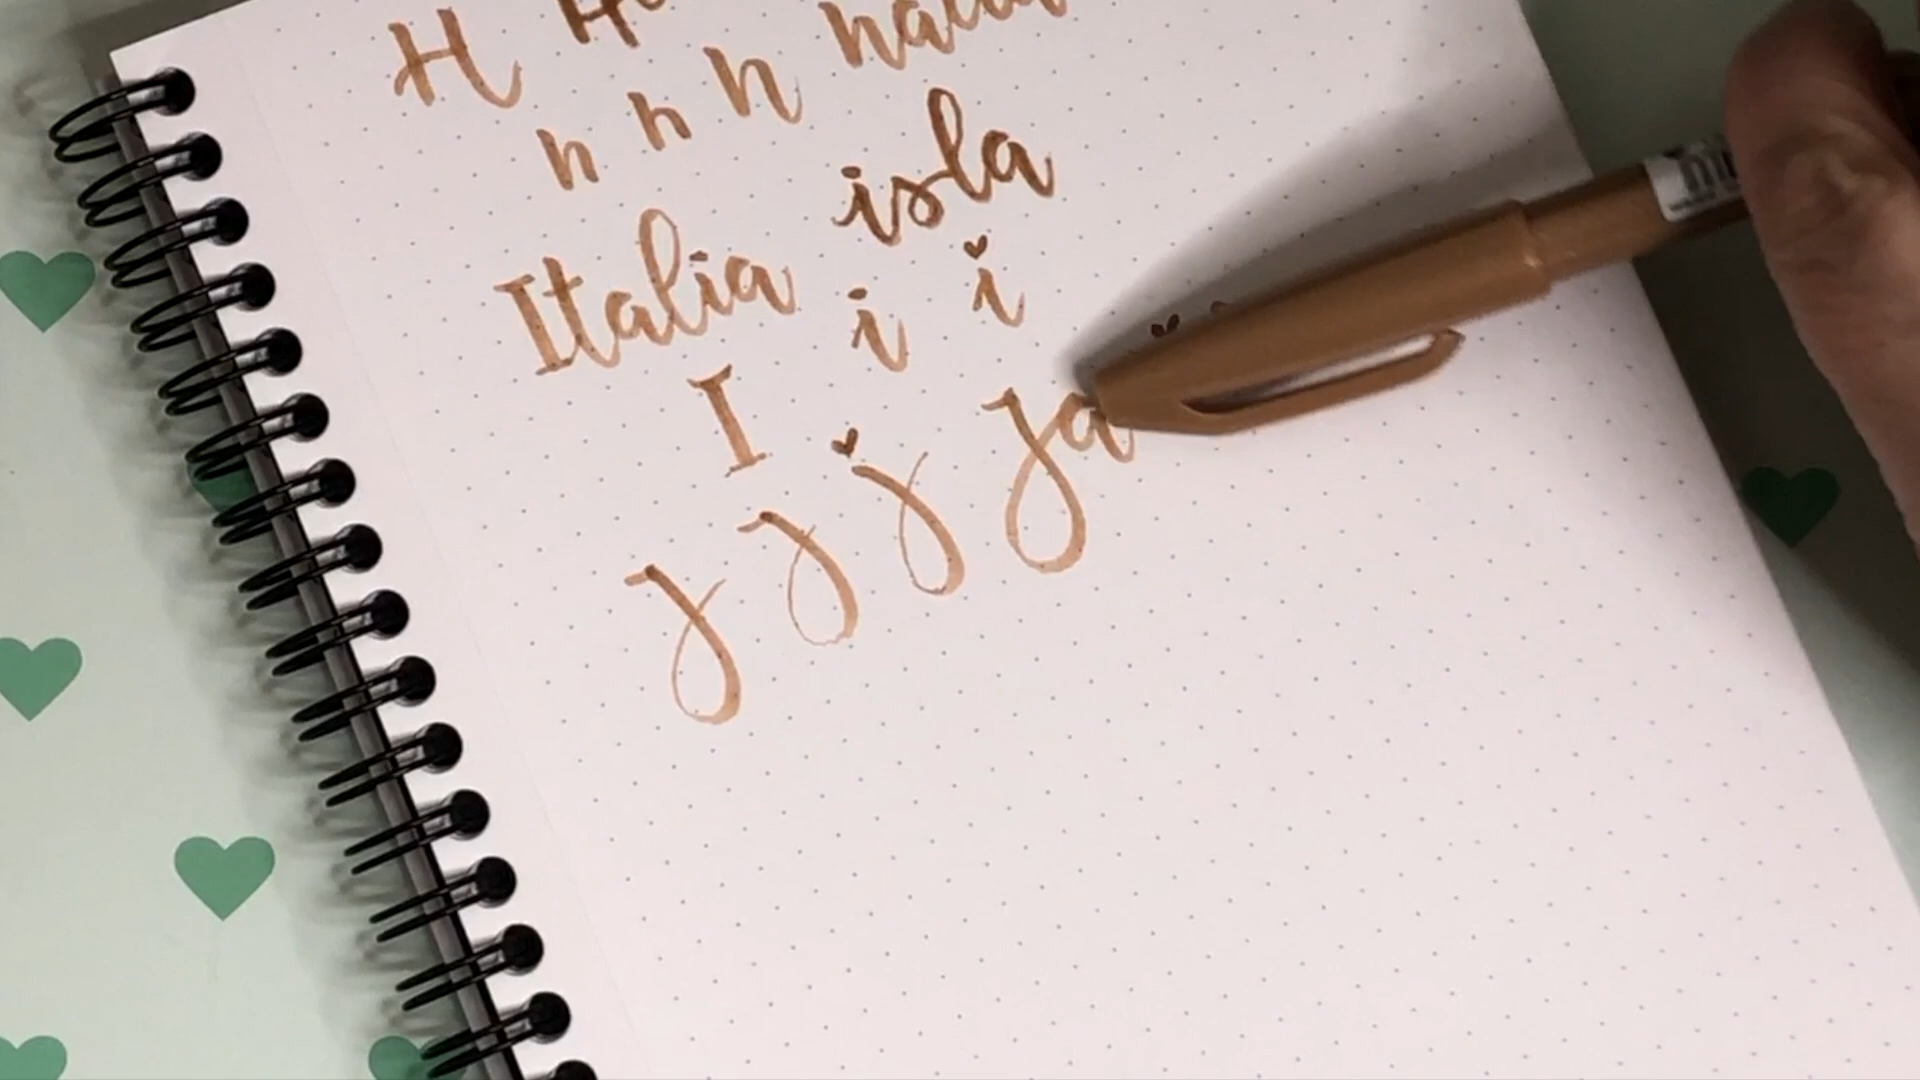 H
h h h
isla
Italia i i
I
J J j Ja